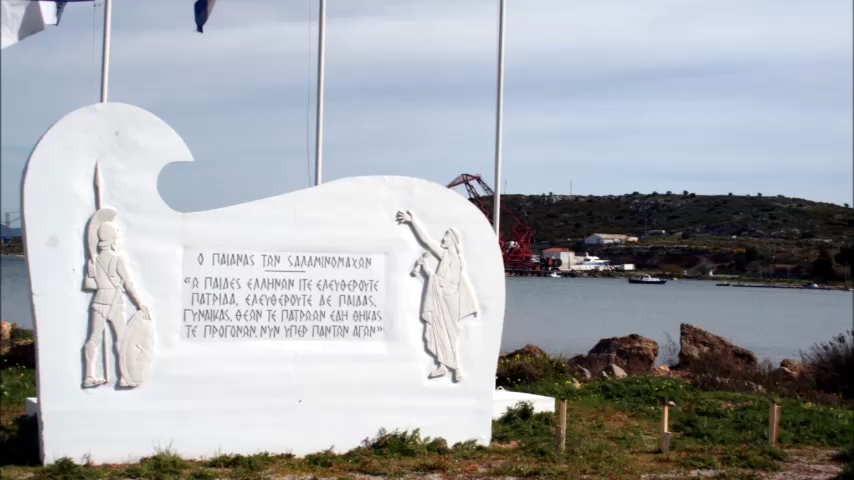 Ο ΠΑΙΑΝΑΣ ΤΩΝ ΣΑΛΑΜΙΝΟΜΑΧΩΝ
«Ω ΠΑΙΔΕΣ ΕΛΛΗΝΩΝ ΙΤΕ ΕΛΕΥΘΕΡΟΥΤΕ
ΠΑΤΡΙΔΑ, ΕΛΕΥΘΕΡΟΥΤΕ ΔΕ ΠΑΙΔΑΣ,
ΓΥΝΑΙΚΑΣ, ΘΕΩΝ ΤΕ ΠΑΤΡΩΩΝ ΕΔΗ ΘΗΚΑΣ
ΤΕ ΠΡΟΓΟΝΩΝ, ΝΥΝ ΥΠΕΡ ΠΑΝΤΩΝ ΑΓΩΝ»